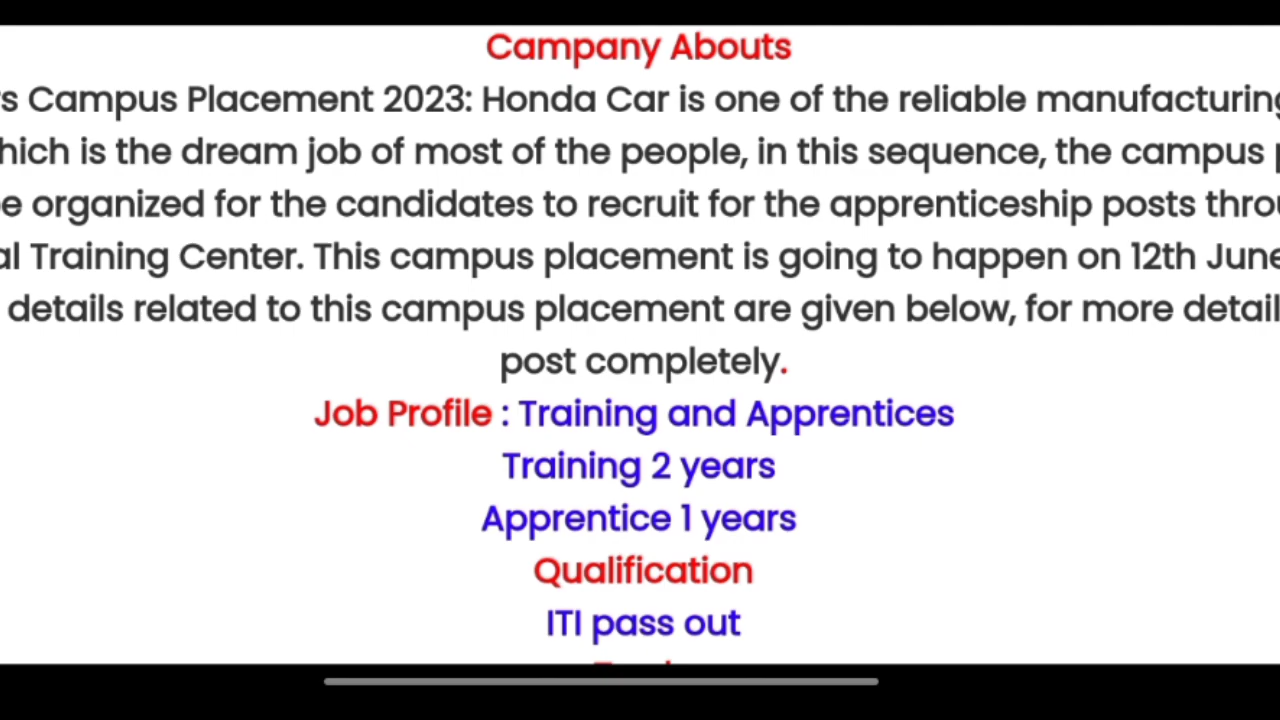 Campany Abouts
Campus Placement 2023: Honda Car is one of the reliable manufacturing
is the dream job of most of the people, in this sequence, the campus
organized for the candidates to recruit for the apprenticeship posts
Training Center. This campus placement is going to happen on 12th June
details related to this campus placement are given below, for more
post completely.
Job Profile : Training and Apprentices
Training 2 years
Apprentice 1 years
Qualification
ITI pass out